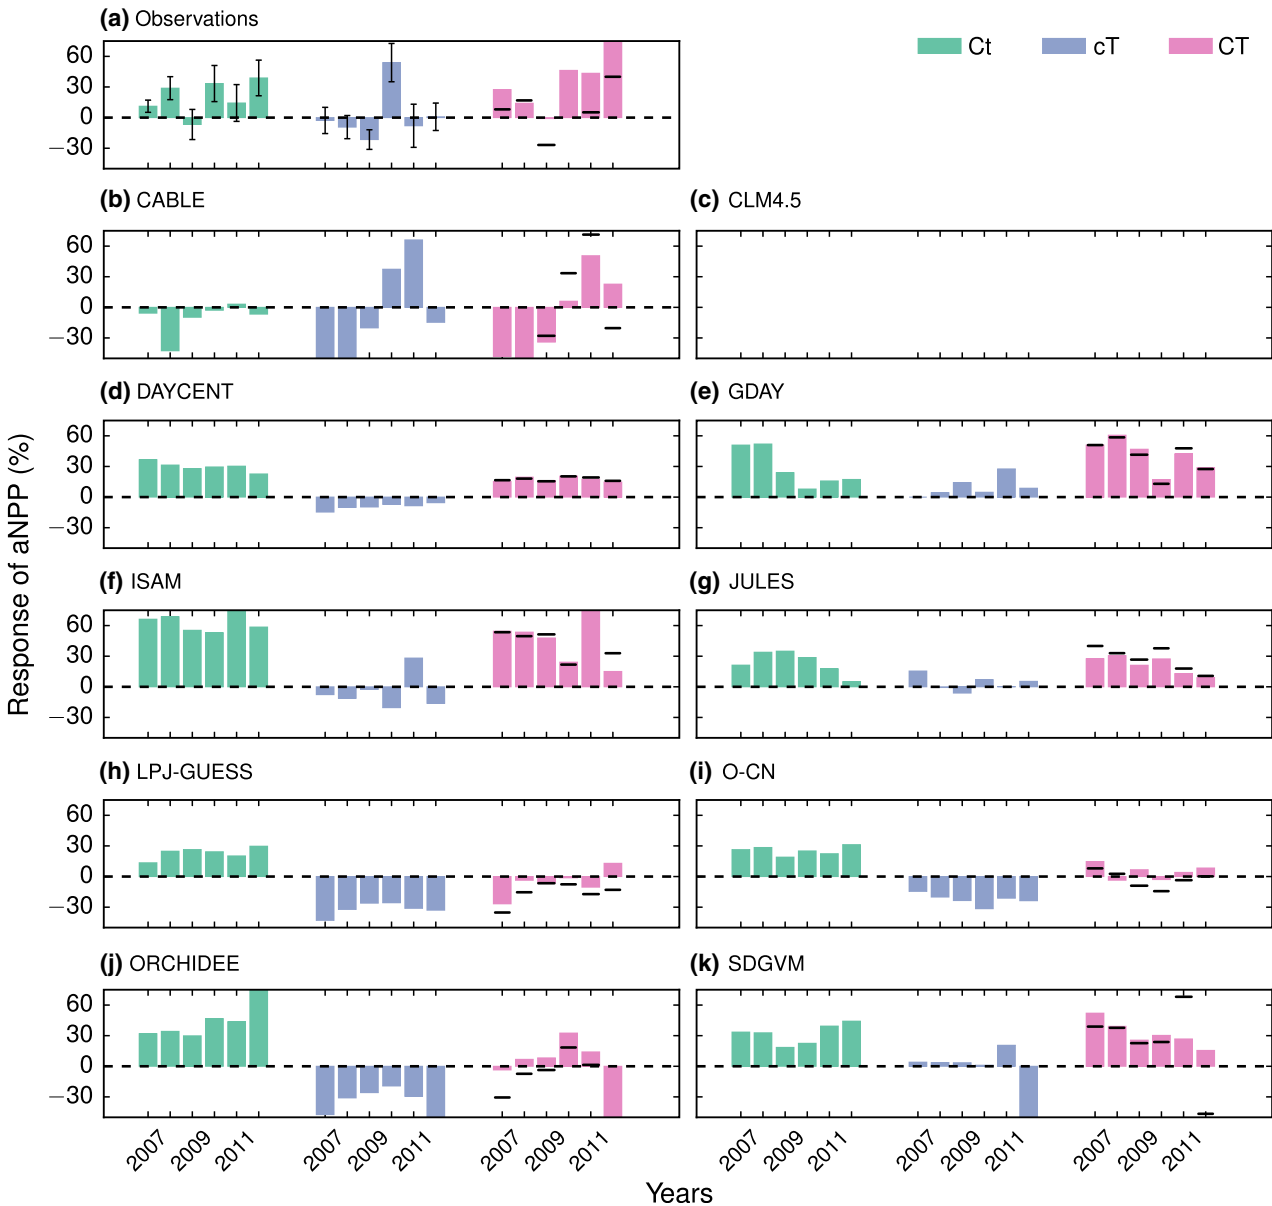 (a) Observations
Ct cT CT
60
30
0
−30
(b) CABLE
(c) CLM4.5
60
30
0
−30
(d) DAYCENT
(e) GDAY
60
30
0
−30
(f) ISAM
(g) JULES
60
30
0
−30
(h) LPJ-GUESS
(i) O-CN
60
30
0
−30
(j) ORCHIDEE
(k) SDGVM
60
30
0
−30
2007 2009 2011 2007 2009 2011 2007 2009 2011 2007 2009 2011 2007 2009 2011 2007 2009 2011
Years
Response of aNPP (%)